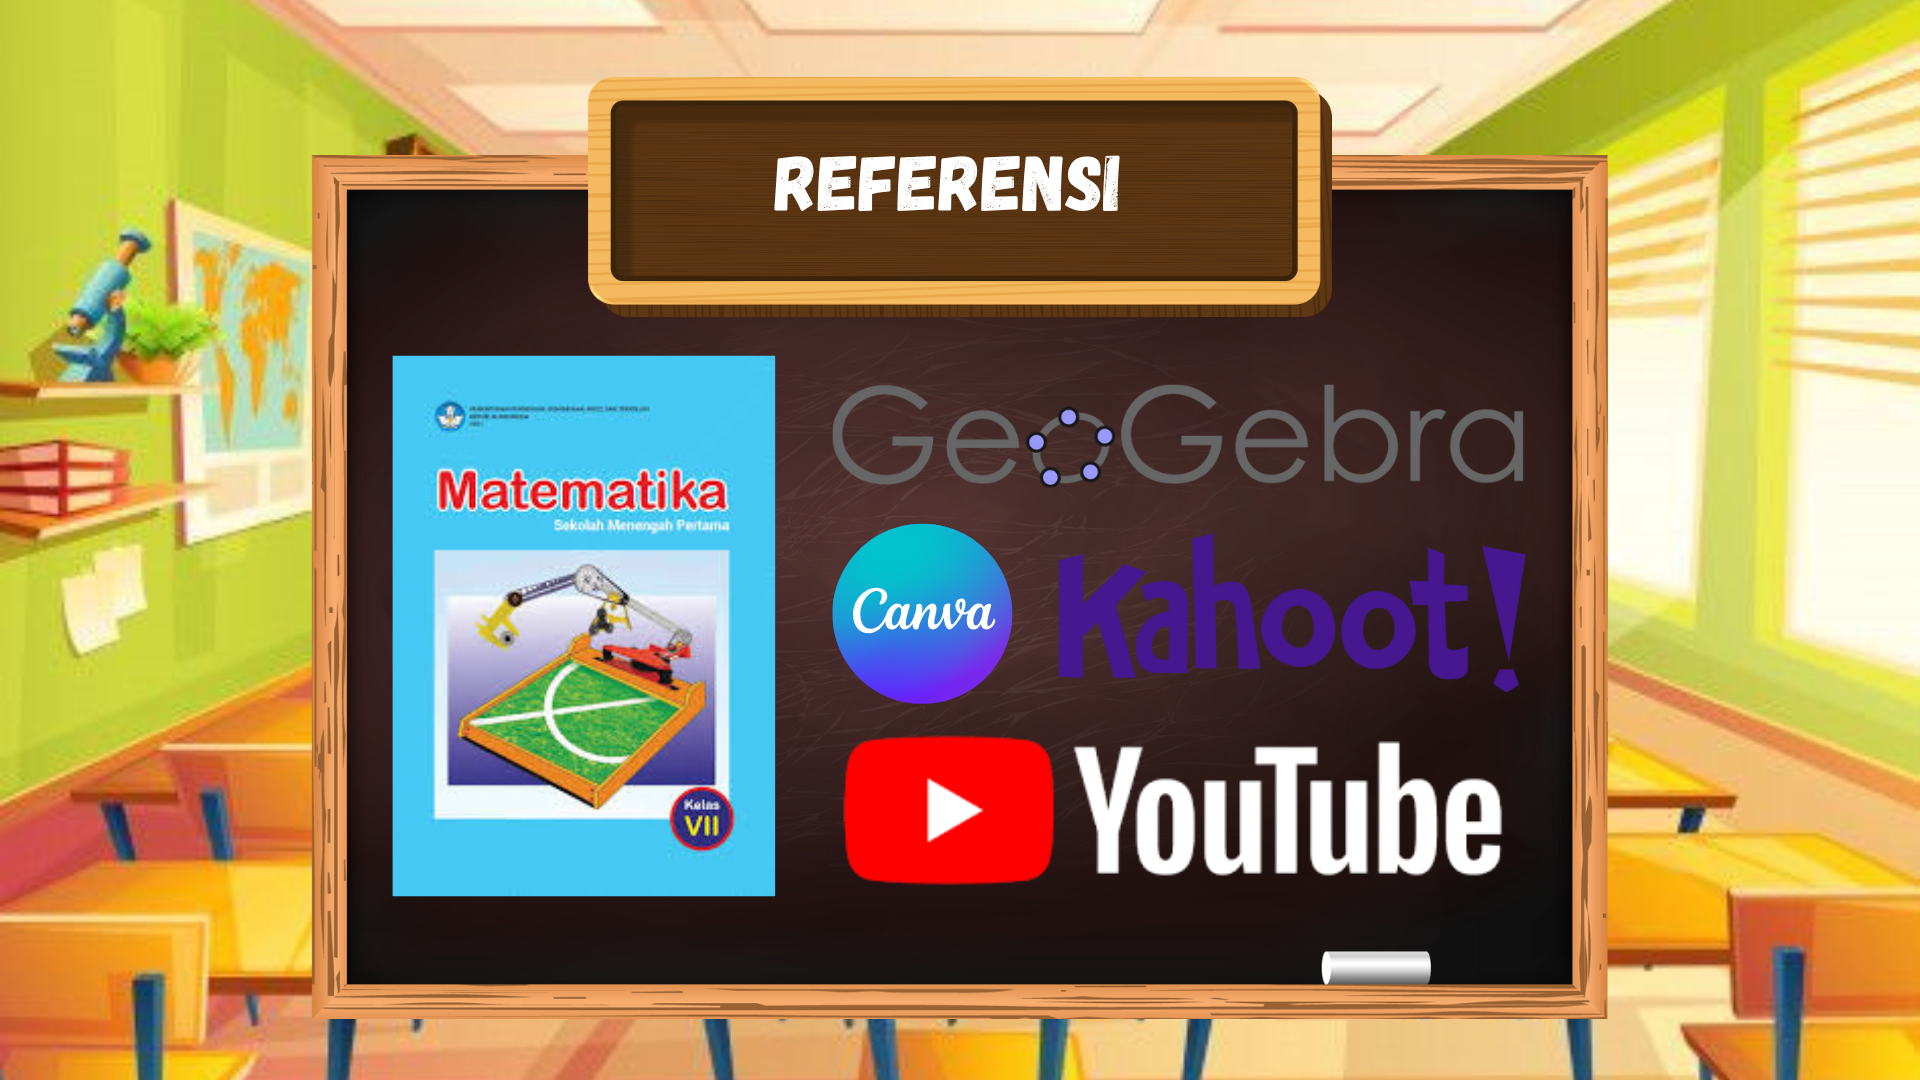 REFERENSI
Matematika
Sekolah Menengah Pertama
Kelas
VII
GeoGebra
Canva
Kahoot!
YouTube